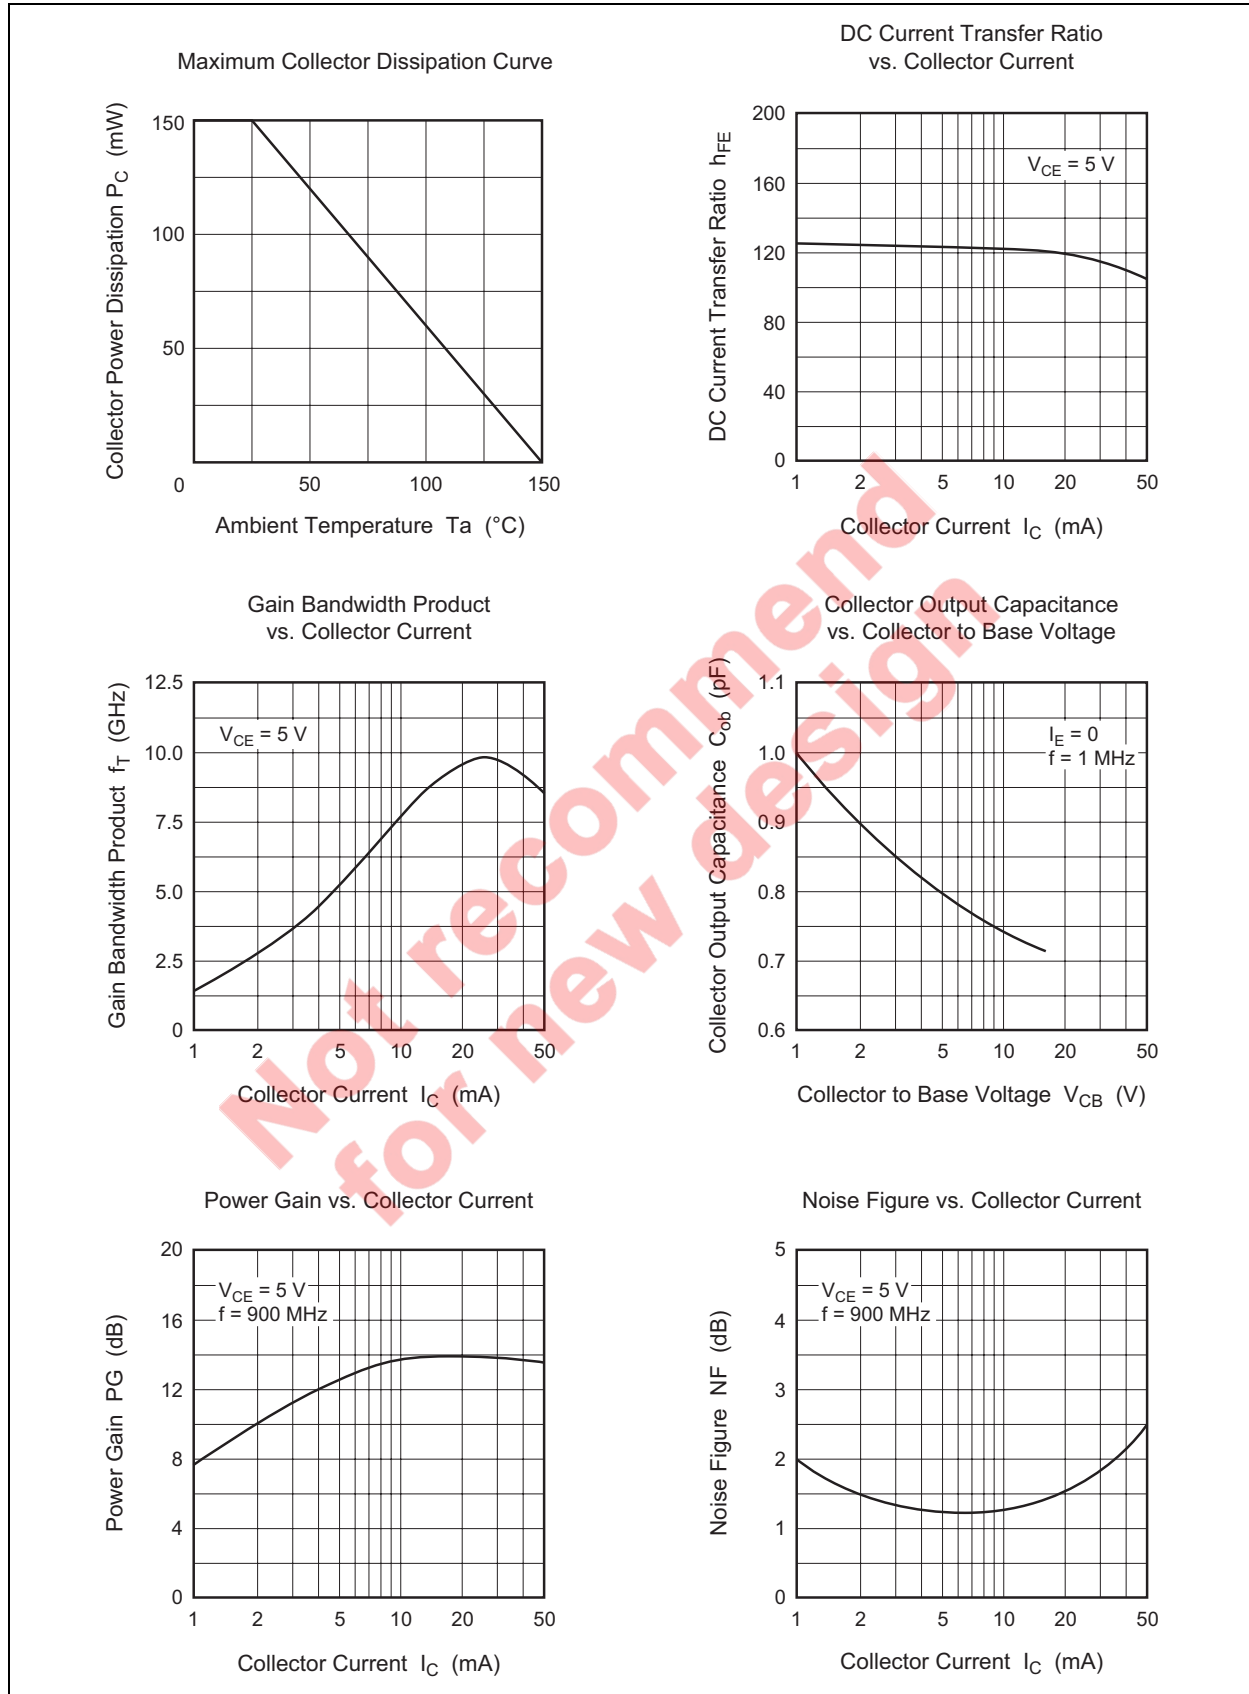 Maximum Collector Dissipation Curve
Collector Power Dissipation P_C (mW)
150
100
50
0
50
100
150
Ambient Temperature Ta (°C)
DC Current Transfer Ratio
vs. Collector Current
DC Current Transfer Ratio h_FE
200
160
120
80
40
0
V_CE = 5 V
1
2
5
10
20
50
Collector Current I_C (mA)
Gain Bandwidth Product
vs. Collector Current
Gain Bandwidth Product f_T (GHz)
12.5
10.0
7.5
5.0
2.5
0
V_CE = 5 V
1
2
5
10
20
50
Collector Current I_C (mA)
Collector Output Capacitance
vs. Collector to Base Voltage
Collector Output Capacitance C_ob (pF)
1.1
1.0
0.9
0.8
0.7
0.6
I_E = 0
f = 1 MHz
1
2
5
10
20
50
Collector to Base Voltage V_CB (V)
Power Gain vs. Collector Current
Power Gain PG (dB)
20
16
12
8
4
0
V_CE = 5 V
f = 900 MHz
1
2
5
10
20
50
Collector Current I_C (mA)
Noise Figure vs. Collector Current
Noise Figure NF (dB)
5
4
3
2
1
0
V_CE = 5 V
f = 900 MHz
1
2
5
10
20
50
Collector Current I_C (mA)
Not recommend
for new design